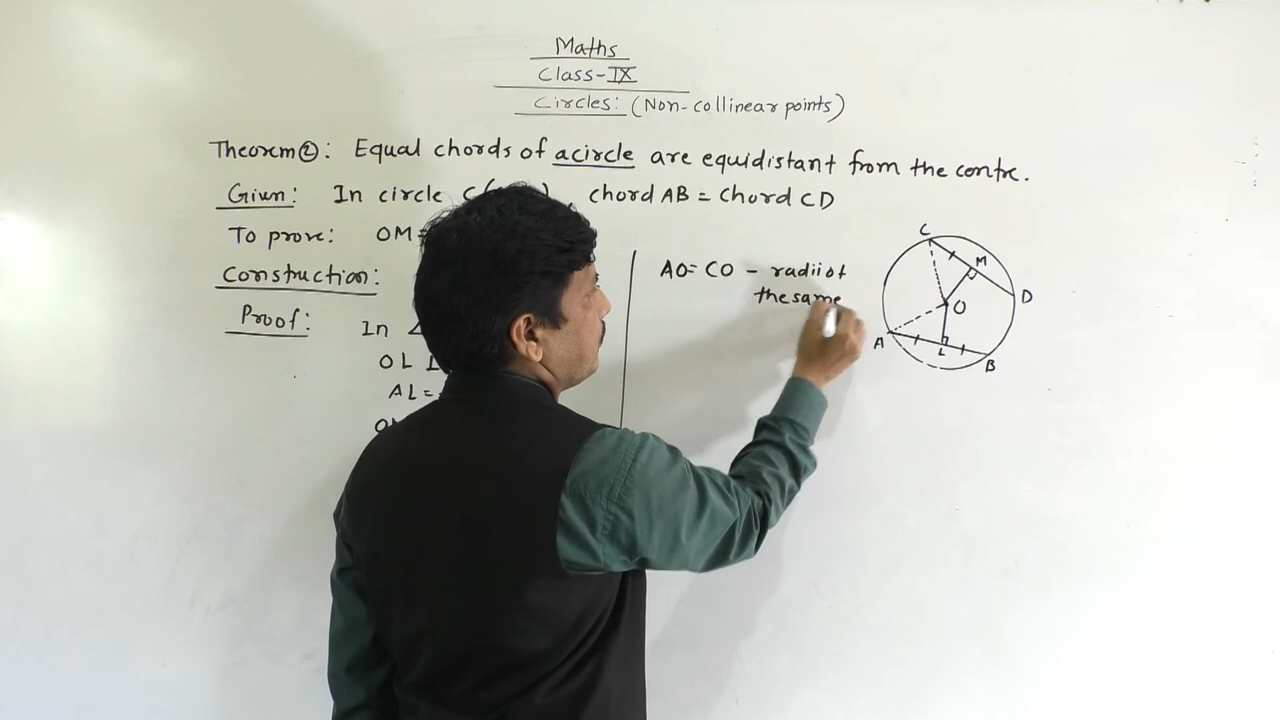 Maths
Class-IX
Circles: (Non-collinear points)
Theorem②: Equal chords of a circle are equidistant from the contre.
Given: In circle C( , chord AB = Chord CD
To prove: OM=
Construction:
Proof: In
OL ⊥
AL=
AO=CO - radii of
the same
C
M
D
O
A
L
B